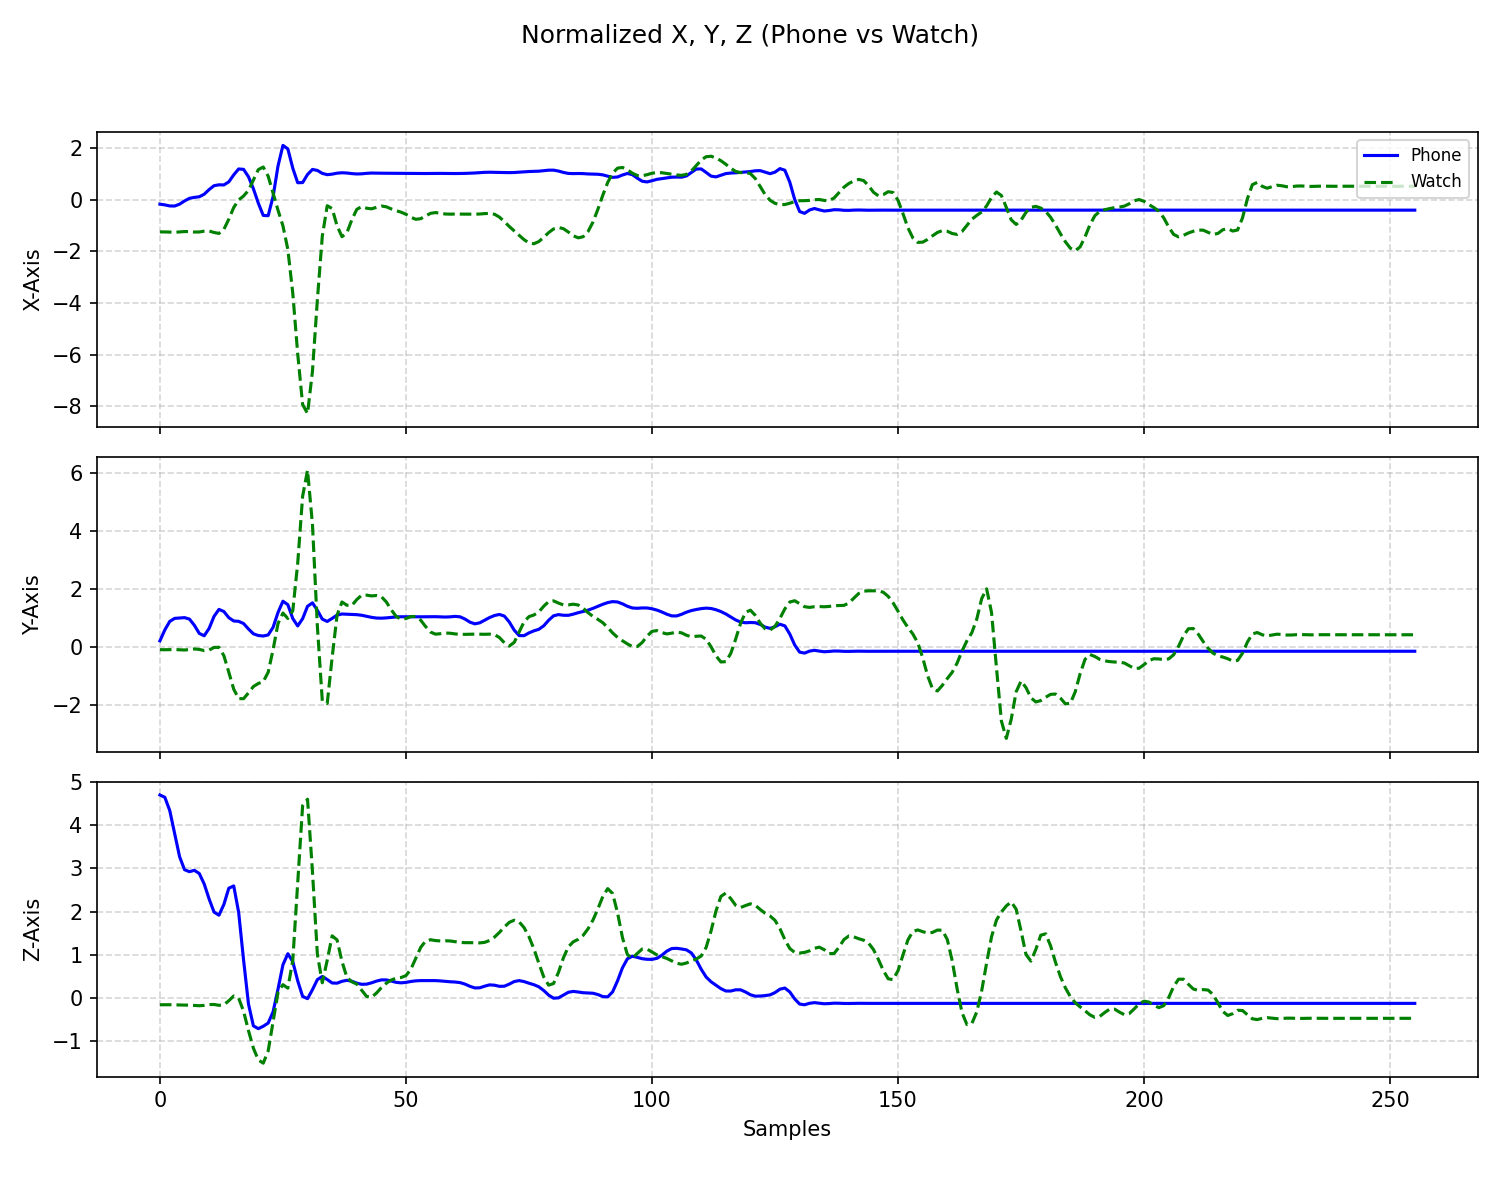 Normalized X, Y, Z (Phone vs Watch)
2
0
−2
−4
−6
−8
X-Axis
Phone
Watch
6
4
2
0
−2
Y-Axis
5
4
3
2
1
0
−1
Z-Axis
0 50 100 150 200 250
Samples